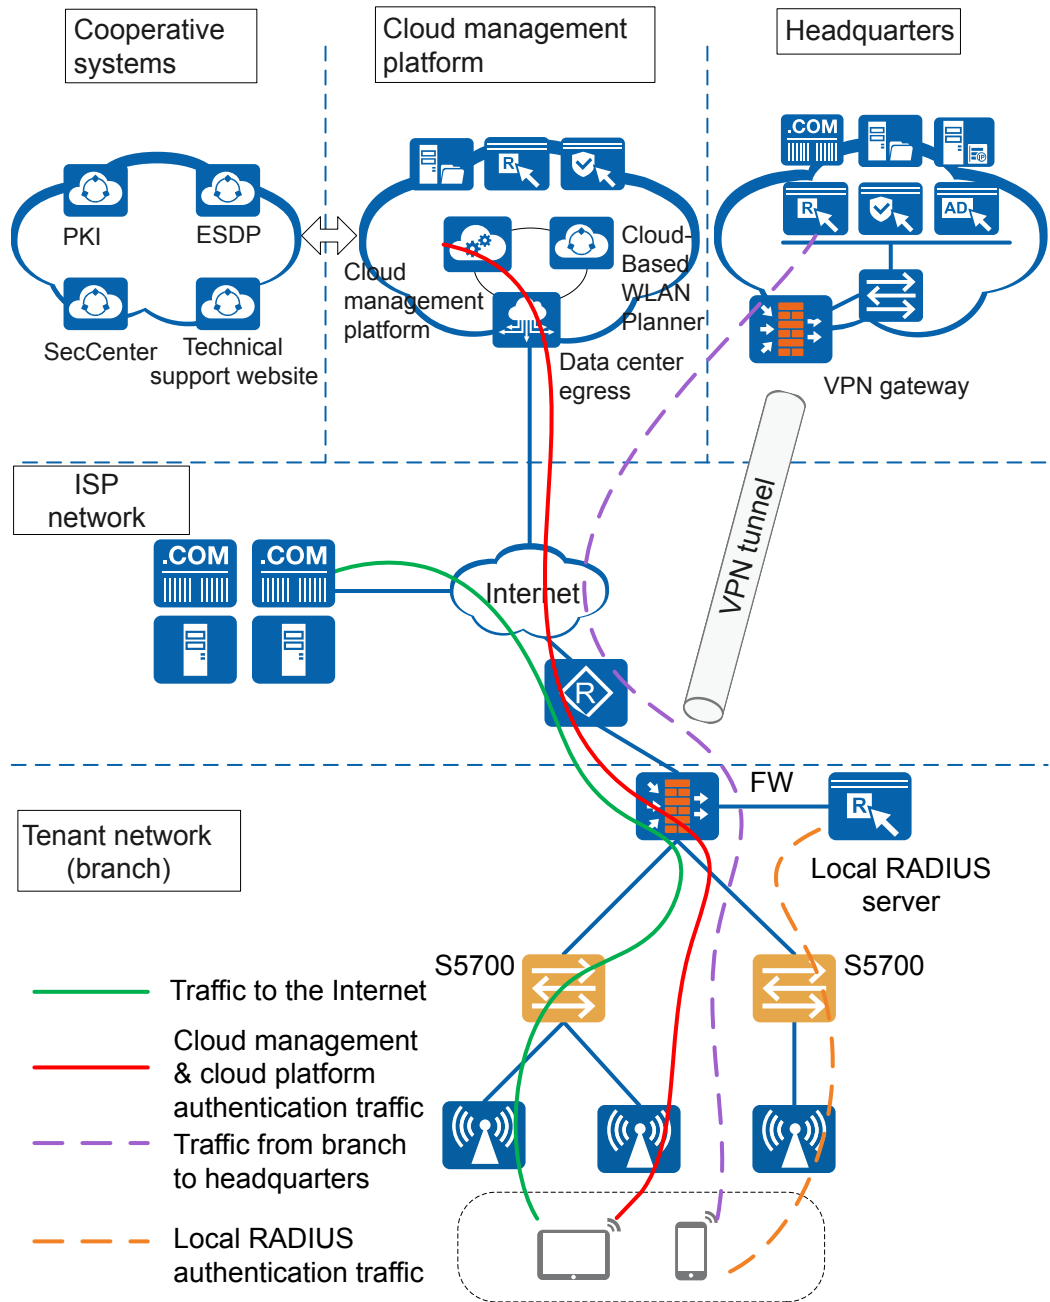 Cooperative
systems
Cloud management
platform
Headquarters
.COM
R
R
AD
IP
PKI
ESDP
SecCenter
Technical
support website
Cloud
management
platform
Cloud-
Based
WLAN
Planner
Data center
egress
VPN gateway
ISP
network
.COM
.COM
Internet
VPN tunnel
R
FW
R
Local RADIUS
server
Tenant network
(branch)
S5700
S5700
Traffic to the Internet
Cloud management
& cloud platform
authentication traffic
Traffic from branch
to headquarters
Local RADIUS
authentication traffic